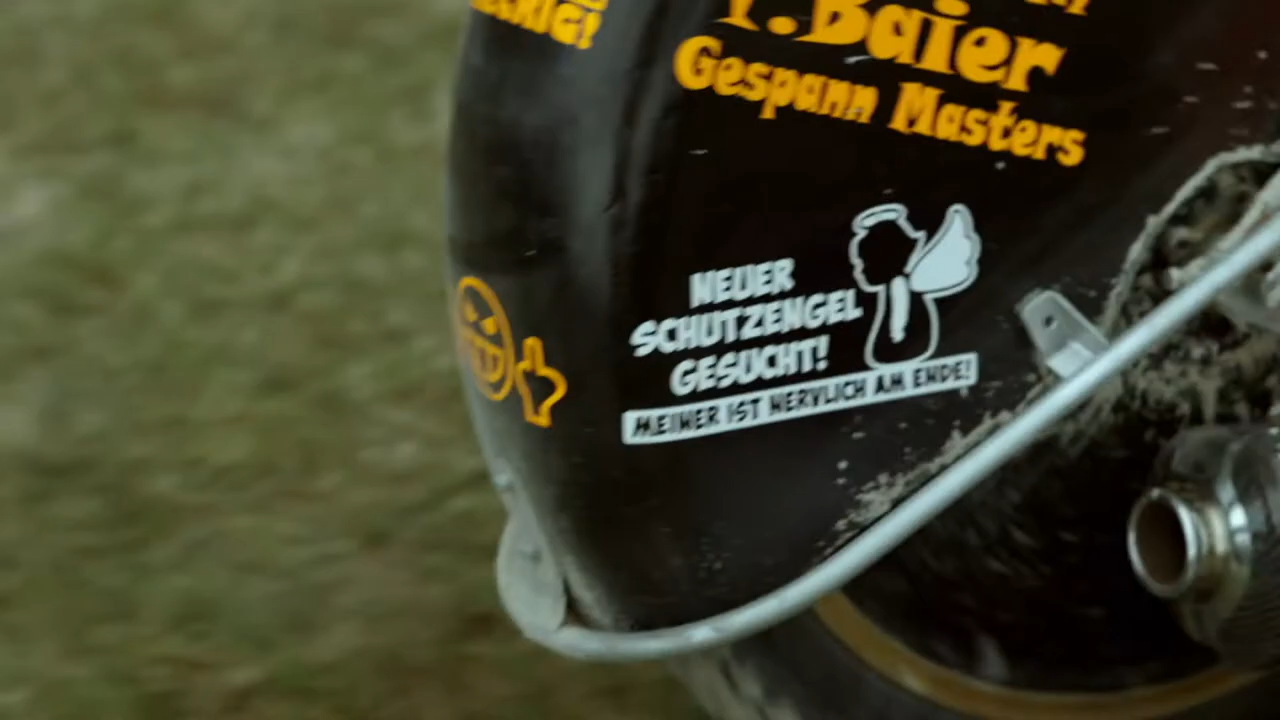 Baier
Gespann Masters
NEUER
SCHUTZENGEL
GESUCHT!
MEINER IST NERVLICH AM ENDE!